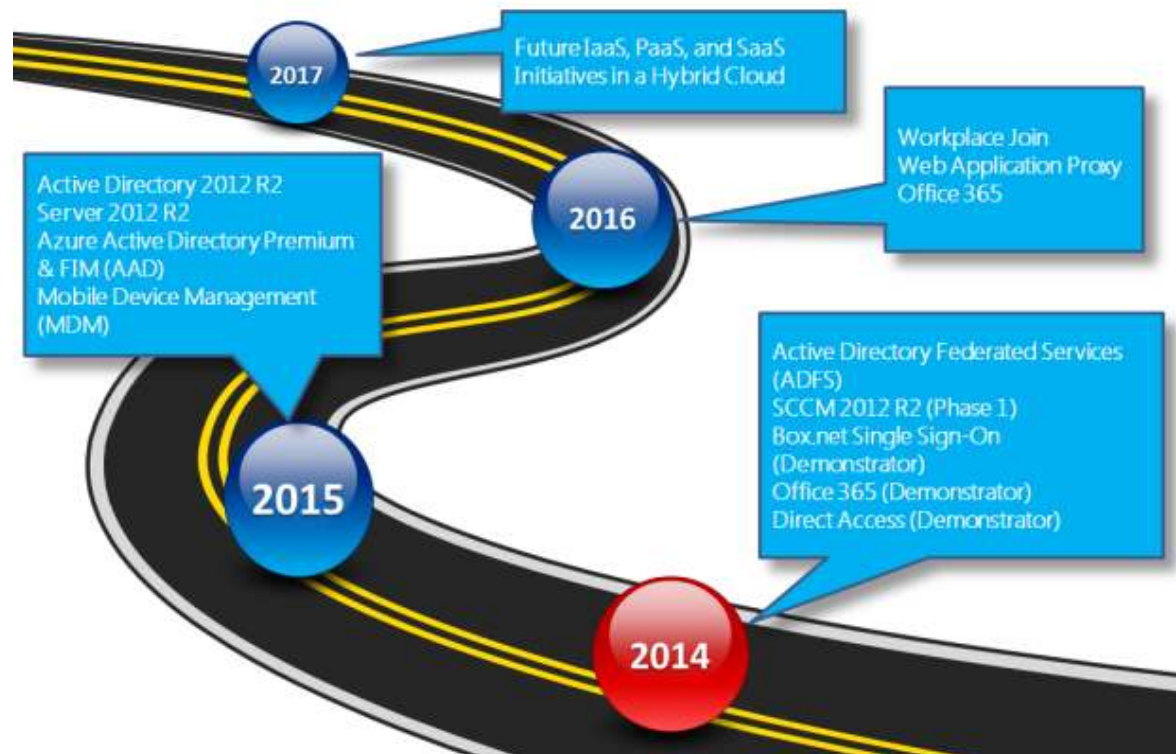 2017
Future IaaS, PaaS, and SaaS
Initiatives in a Hybrid Cloud
2016
Workplace Join
Web Application Proxy
Office 365
Active Directory 2012 R2
Server 2012 R2
Azure Active Directory Premium
& FIM (AAD)
Mobile Device Management
(MDM)
2015
Active Directory Federated Services
(ADFS)
SCCM 2012 R2 (Phase 1)
Box.net Single Sign-On
(Demonstrator)
Office 365 (Demonstrator)
Direct Access (Demonstrator)
2014